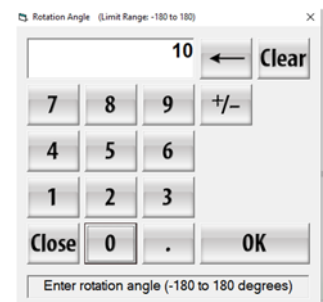 Rotation Angle (Limit Range: -180 to 180)
10 ← Clear
7 8 9 +/-
4 5 6
1 2 3
Close 0 . OK
Enter rotation angle (-180 to 180 degrees)